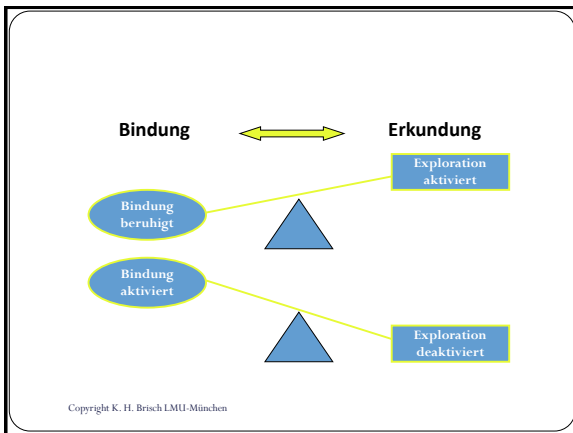 Bindung Erkundung
Exploration
aktiviert
Bindung
beruhigt
Bindung
aktiviert
Exploration
deaktiviert
Copyright K. H. Brisch LMU-München